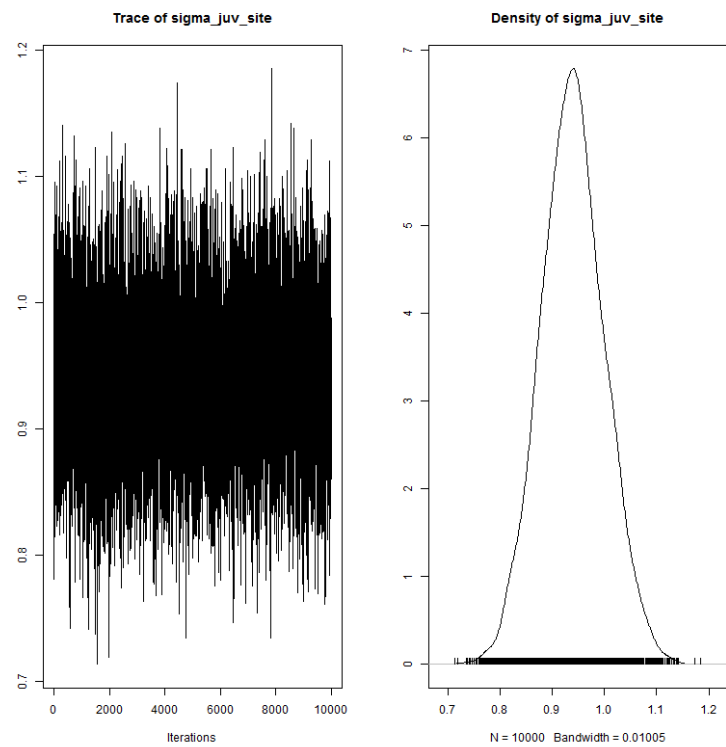 Trace of sigma_juv_site
1.2
1.1
1.0
0.9
0.8
0.7
0 2000 4000 6000 8000 10000
Iterations
Density of sigma_juv_site
7
6
5
4
3
2
1
0
0.7 0.8 0.9 1.0 1.1 1.2
N = 10000 Bandwidth = 0.01005